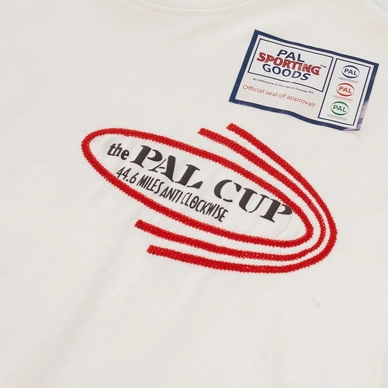 PAL
SPORTING
GOODS
Official seal of approval!
PAL
PAL
PAL
the PAL CUP
44.6 MILES ANTI CLOCKWISE